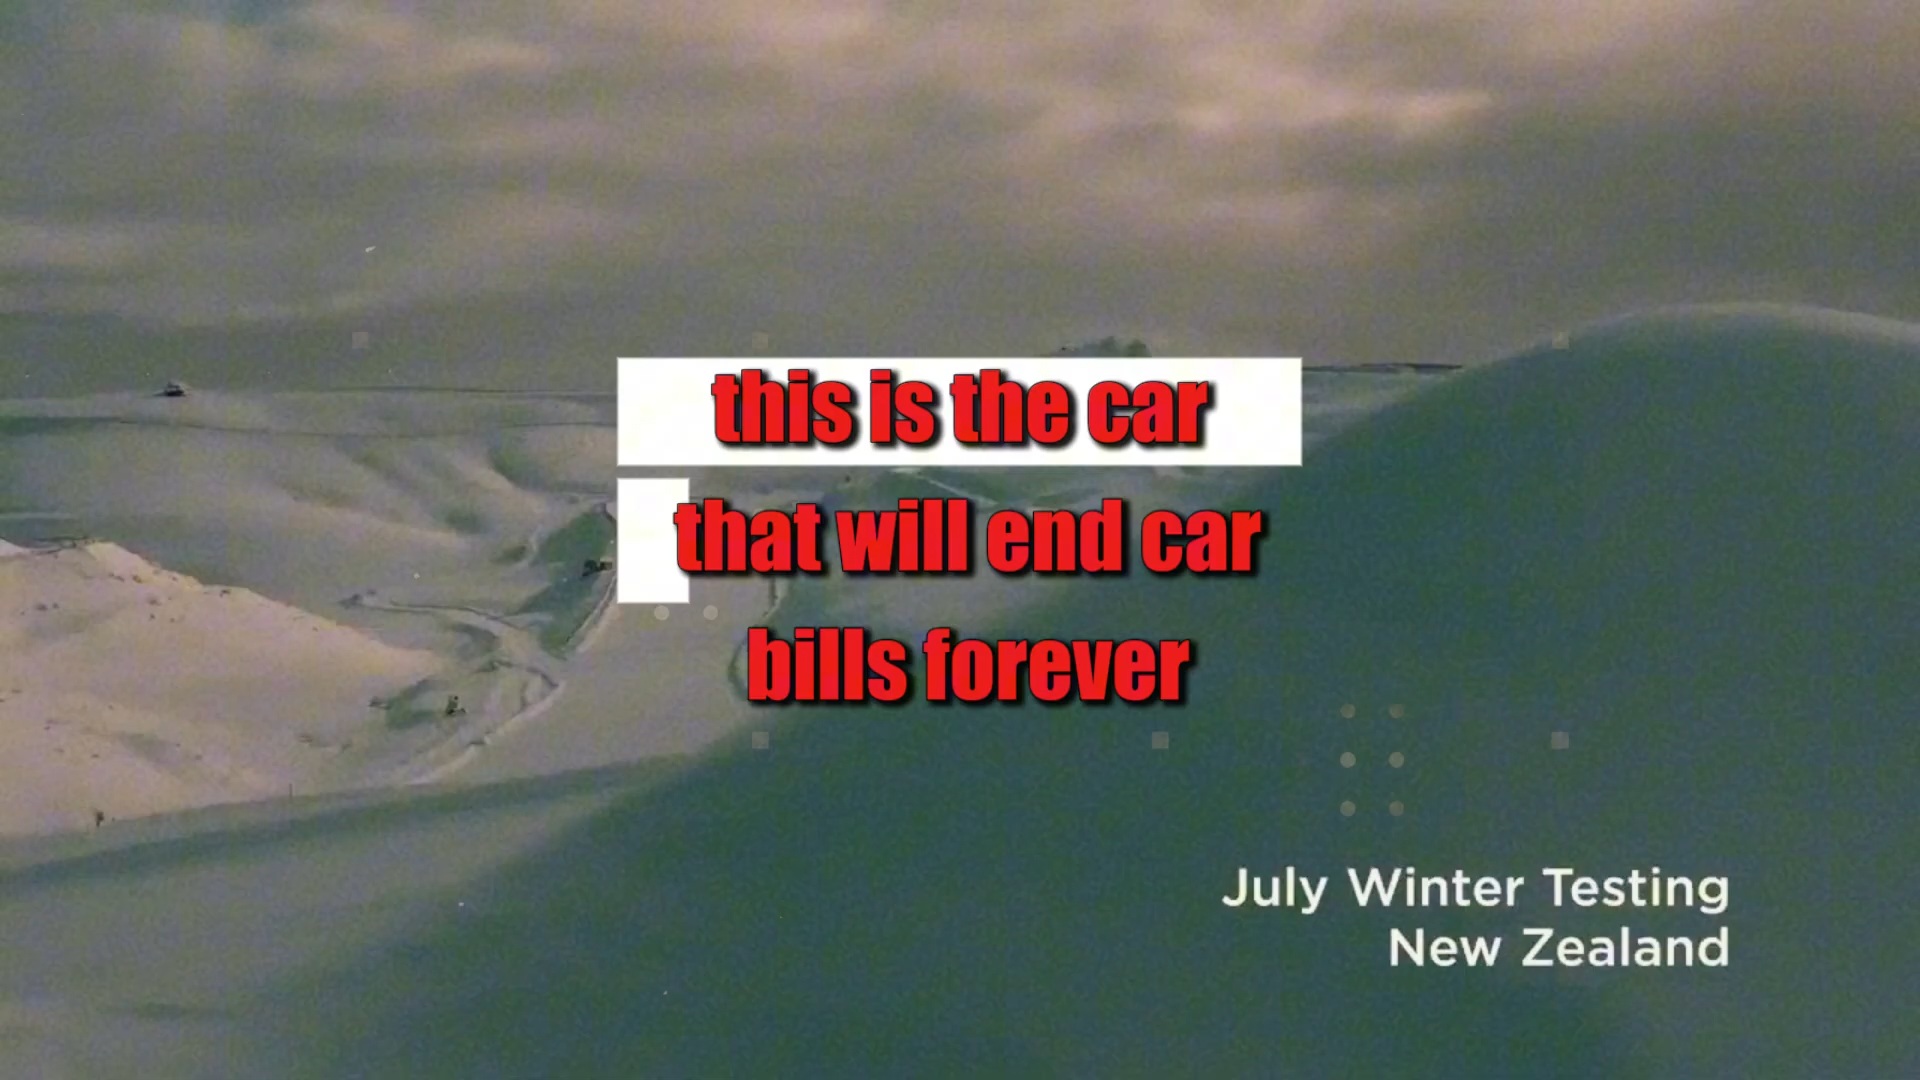 this is the car
that will end car
bills forever
July Winter Testing
New Zealand